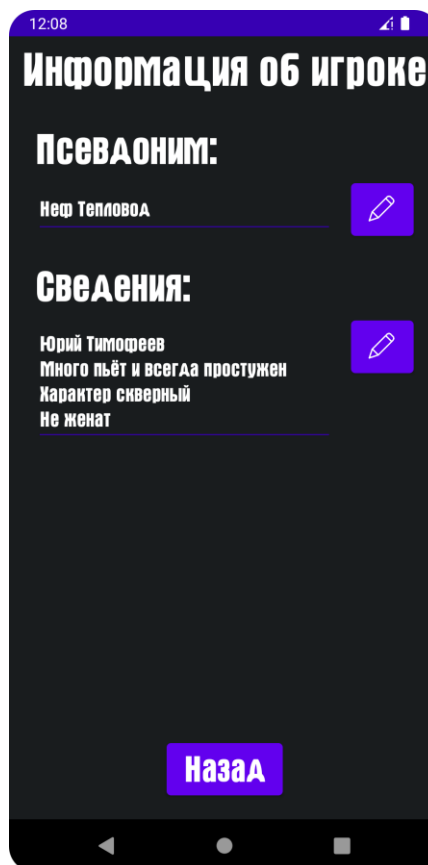 12:08
Информация об игроке
Псевдоним:
Неф Тепловод
Сведения:
Юрий Тимофеев
Много пьёт и всегда простужен
Характер скверный
Не женат
Назад